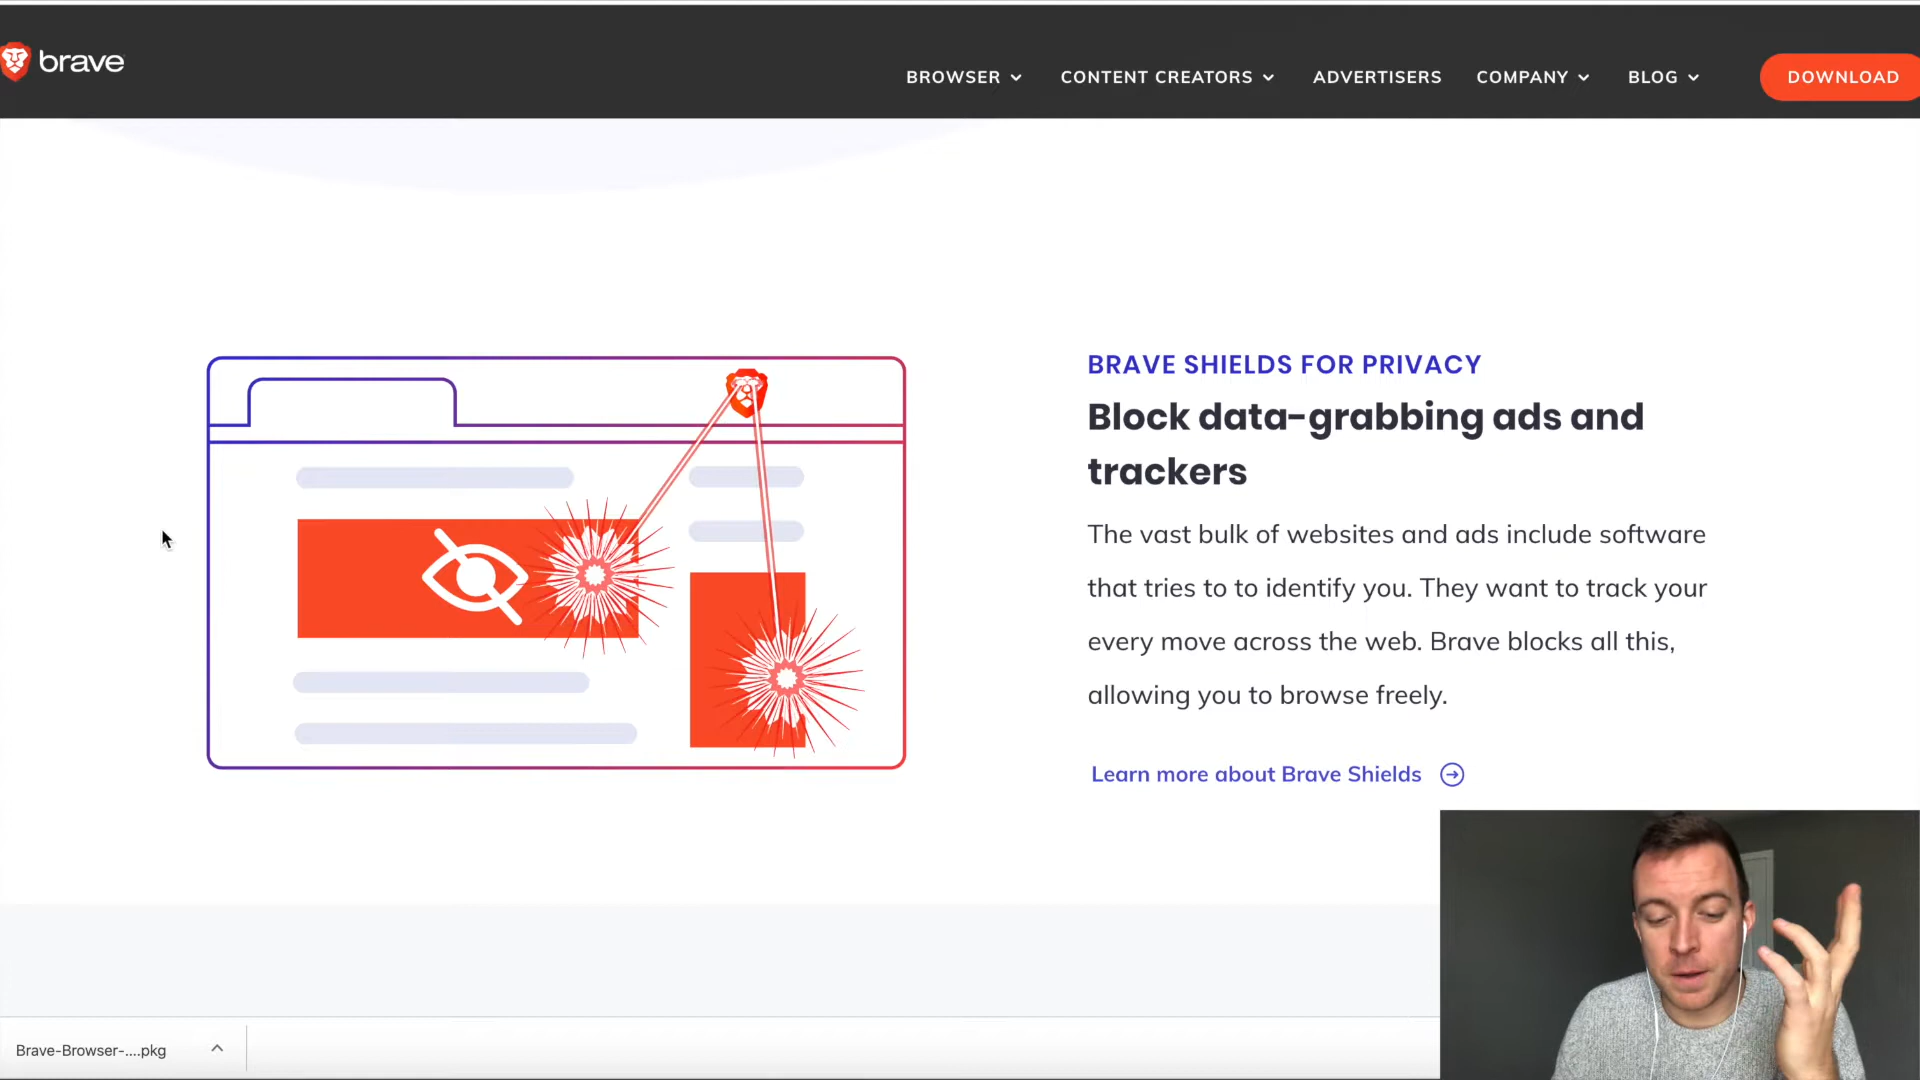 brave
BROWSER
CONTENT CREATORS
ADVERTISERS
COMPANY
BLOG
DOWNLOAD
BRAVE SHIELDS FOR PRIVACY
Block data-grabbing ads and
trackers
The vast bulk of websites and ads include software
that tries to to identify you. They want to track your
every move across the web. Brave blocks all this,
allowing you to browse freely.
Learn more about Brave Shields
Brave-Browser-....pkg